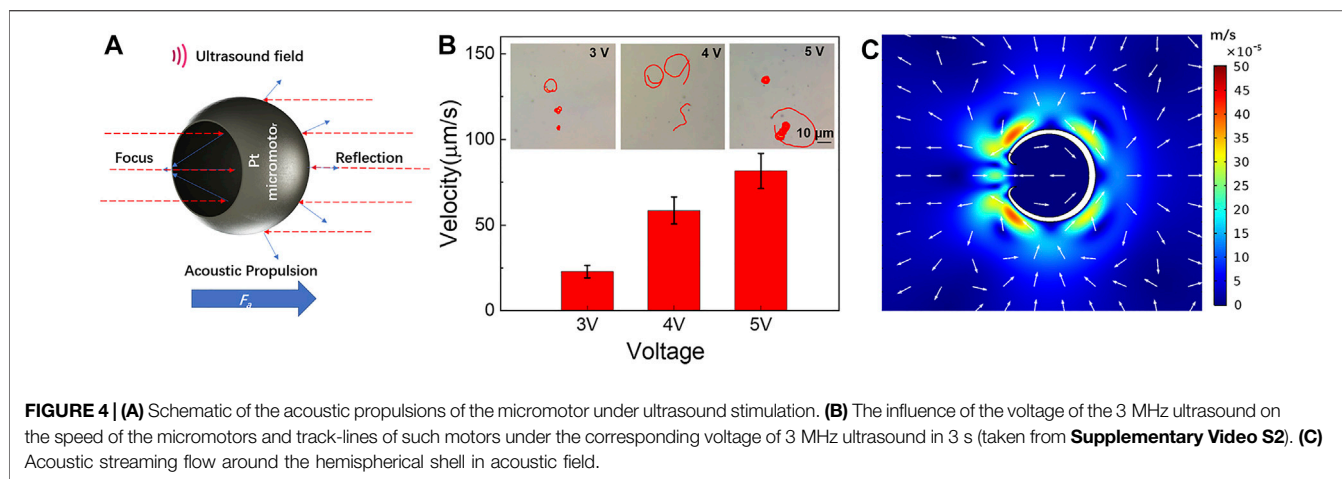 A
Ultrasound field
Focus
Pt
micromotor
Reflection
Acoustic Propulsion
Fa
B
150
100
50
0
Velocity(μm/s)
3 V
4 V
5 V
10 μm
3V
4V
5V
Voltage
C
m/s
×10⁻⁵
50
45
40
35
30
25
20
15
10
5
0
FIGURE 4 | (A) Schematic of the acoustic propulsions of the micromotor under ultrasound stimulation. (B) The influence of the voltage of the 3 MHz ultrasound on
the speed of the micromotors and track-lines of such motors under the corresponding voltage of 3 MHz ultrasound in 3 s (taken from Supplementary Video S2). (C)
Acoustic streaming flow around the hemispherical shell in acoustic field.